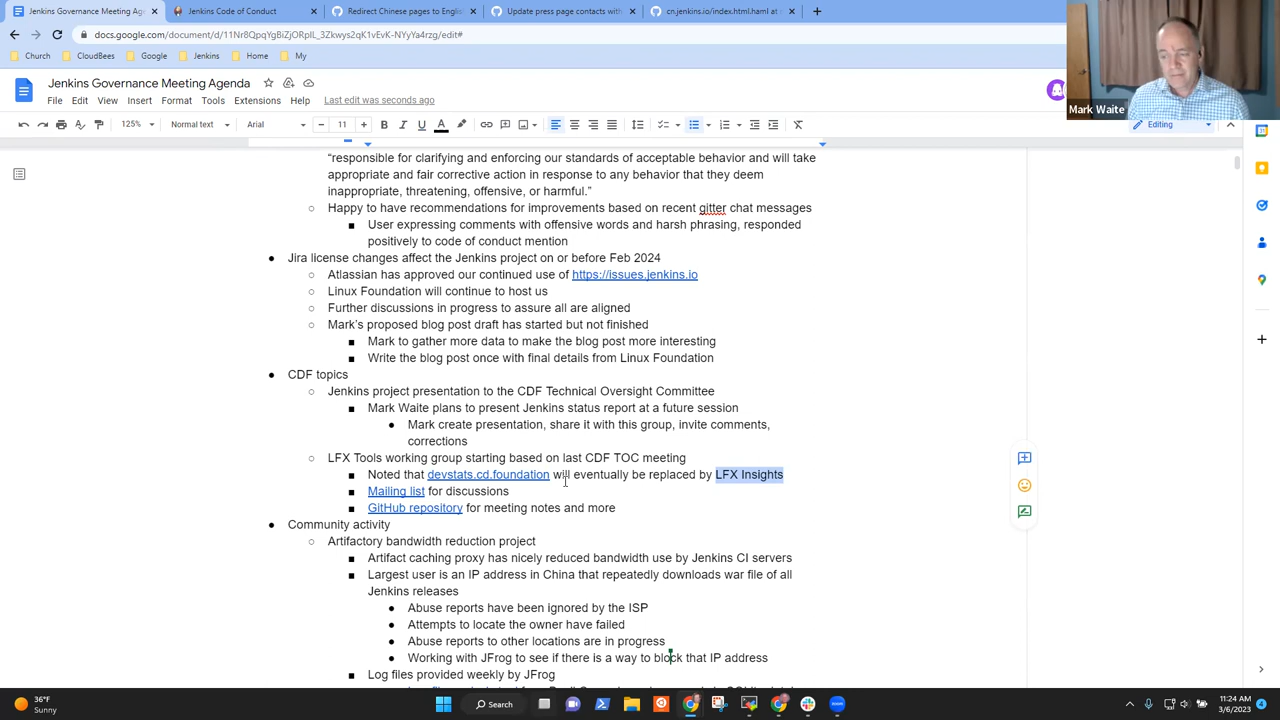 Jenkins Governance Meeting Age
Jenkins Code of Conduct
Redirect Chinese pages to Englis
Update press page contacts with
cn.jenkins.io/index.html.haml at
docs.google.com/document/d/11Nr8QpqYgBiZjORpIL_3Zkwys2qK1vEvK-NYyYa4rzg/edit#
Church
CloudBees
Google
Jenkins
Home
My
Jenkins Governance Meeting Agenda
File Edit View Insert Format Tools Extensions Help Last edit was seconds ago
Mark Waite
125% Normal text Arial 11 Editing
"responsible for clarifying and enforcing our standards of acceptable behavior and will take
appropriate and fair corrective action in response to any behavior that they deem
inappropriate, threatening, offensive, or harmful."
Happy to have recommendations for improvements based on recent gitter chat messages
User expressing comments with offensive words and harsh phrasing, responded
positively to code of conduct mention
Jira license changes affect the Jenkins project on or before Feb 2024
Atlassian has approved our continued use of https://issues.jenkins.io
Linux Foundation will continue to host us
Further discussions in progress to assure all are aligned
Mark's proposed blog post draft has started but not finished
Mark to gather more data to make the blog post more interesting
Write the blog post once with final details from Linux Foundation
CDF topics
Jenkins project presentation to the CDF Technical Oversight Committee
Mark Waite plans to present Jenkins status report at a future session
Mark create presentation, share it with this group, invite comments,
corrections
LFX Tools working group starting based on last CDF TOC meeting
Noted that devstats.cd.foundation will eventually be replaced by LFX Insights
Mailing list for discussions
GitHub repository for meeting notes and more
Community activity
Artifactory bandwidth reduction project
Artifact caching proxy has nicely reduced bandwidth use by Jenkins CI servers
Largest user is an IP address in China that repeatedly downloads war file of all
Jenkins releases
Abuse reports have been ignored by the ISP
Attempts to locate the owner have failed
Abuse reports to other locations are in progress
Working with JFrog to see if there is a way to block that IP address
Log files provided weekly by JFrog
36°F
Sunny
Search
11:24 AM
3/6/2023